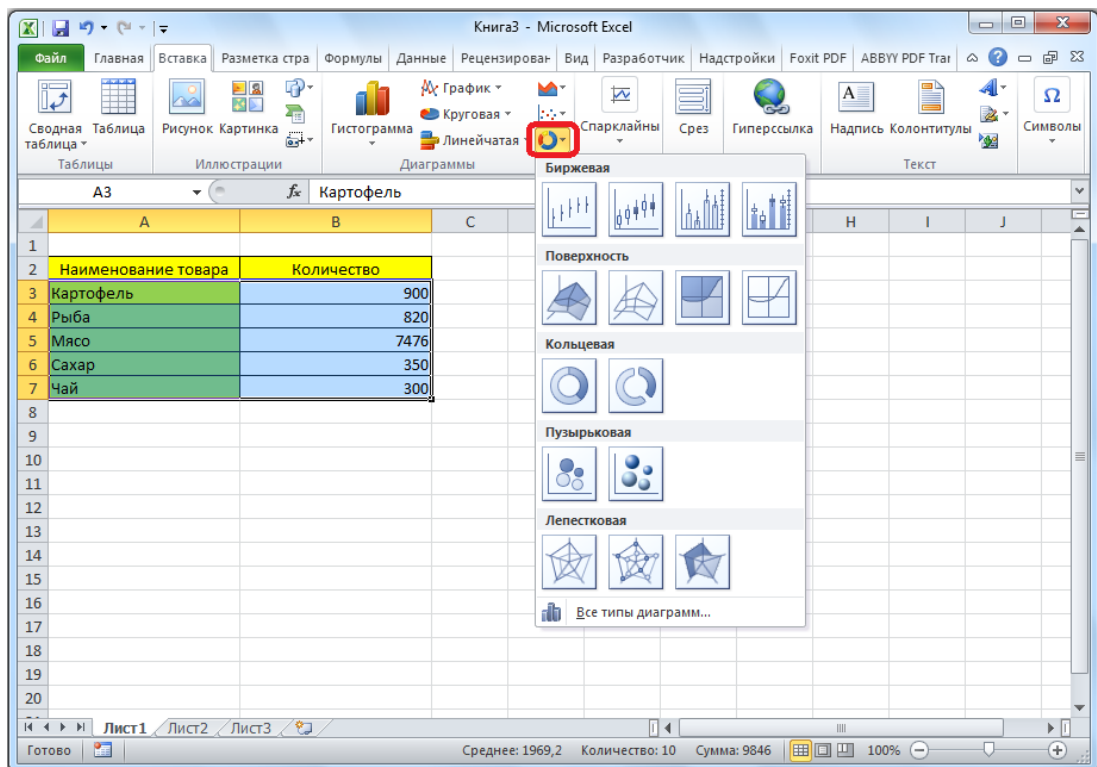 Книга3 - Microsoft Excel
Файл Главная Вставка Разметка стра Формулы Данные Рецензирован Вид Разработчик Надстройки Foxit PDF ABBYY PDF Trar
График
Круговая
Линейчатая
Сводная таблица Таблица Рисунок Картинка Гистограмма Спарклайны Срез Гиперссылка Надпись Колонтитулы Символы
Таблицы Иллюстрации Диаграммы Текст
A3 fx Картофель
A B C H I J
1
2 Наименование товара Количество
3 Картофель 900
4 Рыба 820
5 Мясо 7476
6 Сахар 350
7 Чай 300
8
9
10
11
12
13
14
15
16
17
18
19
20
Биржевая
Поверхность
Кольцевая
Пузырьковая
Лепестковая
Все типы диаграмм...
Лист1 Лист2 Лист3
Готово Среднее: 1969,2 Количество: 10 Сумма: 9846 100%